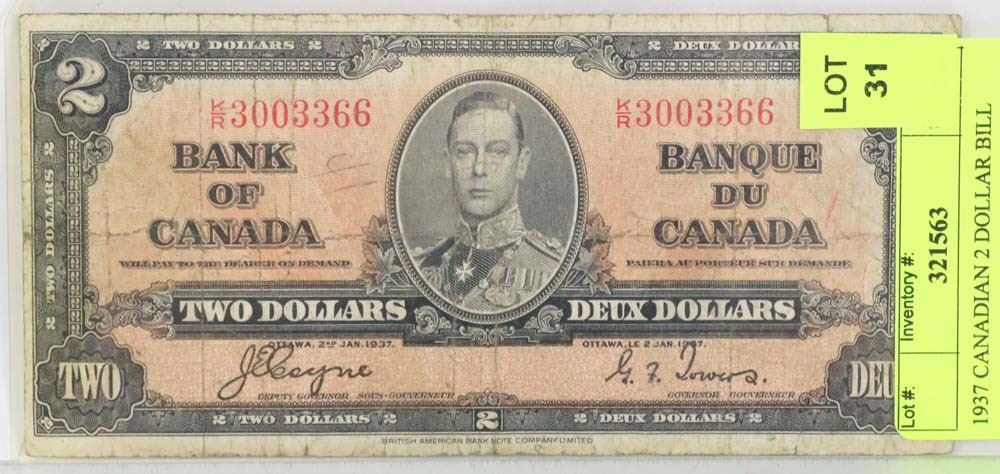 2 TWO DOLLARS 2
2 DEUX DOLLAR
2
K/R 3003366
K/R 3003366
BANK
OF
CANADA
WILL PAY TO THE BEARER ON DEMAND
BANQUE
DU
CANADA
PAIERA AU PORTEUR SUR DEMANDE
2 TWO DOLLARS 2
TWO DOLLARS
DEUX DOLLARS
OTTAWA, 2ND JAN. 1937.
OTTAWA, LE 2 JAN. 1937.
J E Coyne
G. F. Towers.
DEPUTY GOVERNOR SOUS-GOUVERNEUR
GOVERNOR GOUVERNEUR
TWO
DEU
2 TWO DOLLARS 2
2
2 DEUX DOLLARS 2
BRITISH AMERICAN BANK NOTE COMPANY LIMITED
LOT
31
Lot #:
Inventory #:
321563
1937 CANADIAN 2 DOLLAR BILL